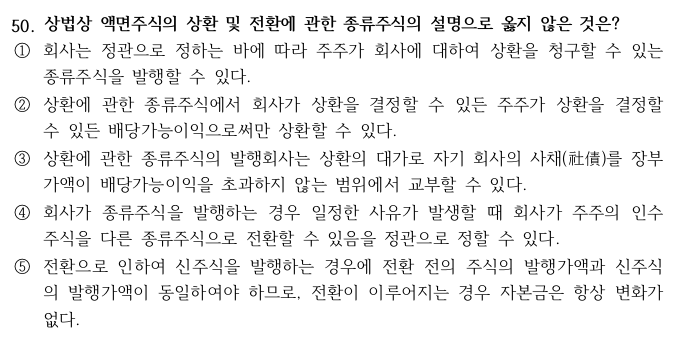 50. 상법상 액면주식의 상환 및 전환에 관한 종류주식의 설명으로 옳지 않은 것은?
① 회사는 정관으로 정하는 바에 따라 주주가 회사에 대하여 상환을 청구할 수 있는
종류주식을 발행할 수 있다.
② 상환에 관한 종류주식에서 회사가 상환을 결정할 수 있든 주주가 상환을 결정할
수 있든 배당가능이익으로써만 상환할 수 있다.
③ 상환에 관한 종류주식의 발행회사는 상환의 대가로 자기 회사의 사채(社債)를 장부
가액이 배당가능이익을 초과하지 않는 범위에서 교부할 수 있다.
④ 회사가 종류주식을 발행하는 경우 일정한 사유가 발생할 때 회사가 주주의 인수
주식을 다른 종류주식으로 전환할 수 있음을 정관으로 정할 수 있다.
⑤ 전환으로 인하여 신주식을 발행하는 경우에 전환 전의 주식의 발행가액과 신주식
의 발행가액이 동일하여야 하므로, 전환이 이루어지는 경우 자본금은 항상 변화가
없다.